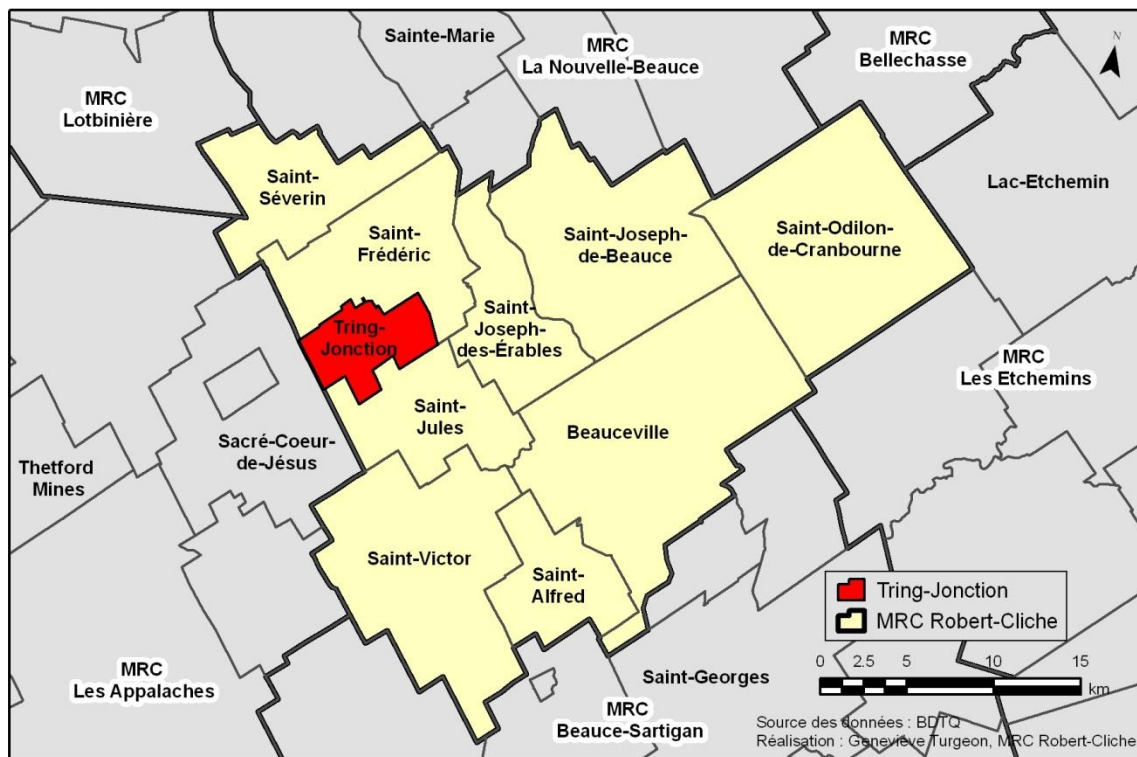 Sainte-Marie
MRC
La Nouvelle-Beauce
MRC
Bellechasse
N
MRC
Lotbinière
Saint-
Séverin
Lac-Etchemin
Saint-
Frédéric
Saint-Joseph-
de-Beauce
Saint-Odilon-
de-Cranbourne
Tring-
Jonction
Saint-
Joseph-
des-Érables
MRC
Les Etchemins
Saint-
Jules
Beauceville
Sacré-Coeur-
de-Jésus
Thetford
Mines
Saint-Victor
Saint-
Alfred
Tring-Jonction
MRC Robert-Cliche
MRC
Les Appalaches
Saint-Georges
MRC
Beauce-Sartigan
0 2.5 5 10 15
km
Source des données : BDTQ
Réalisation : Geneviève Turgeon, MRC Robert-Cliche